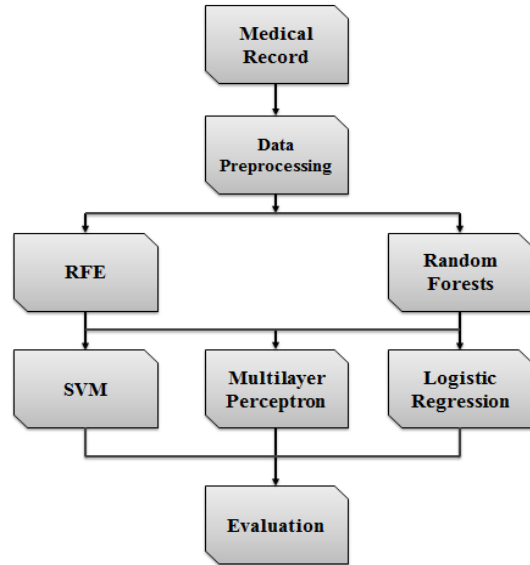 Medical
Record
Data
Preprocessing
RFE
Random
Forests
SVM
Multilayer
Perceptron
Logistic
Regression
Evaluation